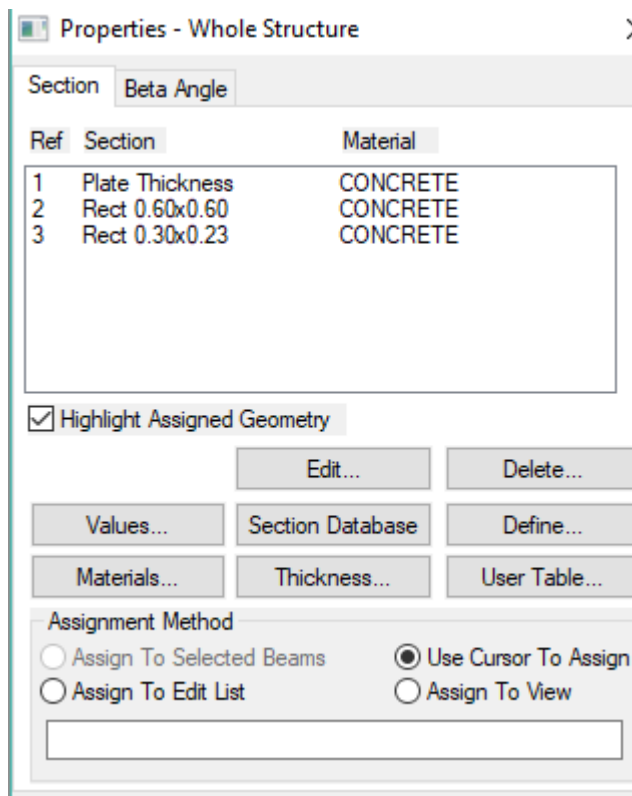 Properties - Whole Structure
Section Beta Angle
Ref Section Material
1 Plate Thickness CONCRETE
2 Rect 0.60x0.60 CONCRETE
3 Rect 0.30x0.23 CONCRETE
Highlight Assigned Geometry
Edit... Delete...
Values... Section Database Define...
Materials... Thickness... User Table...
Assignment Method
Assign To Selected Beams Use Cursor To Assign
Assign To Edit List Assign To View